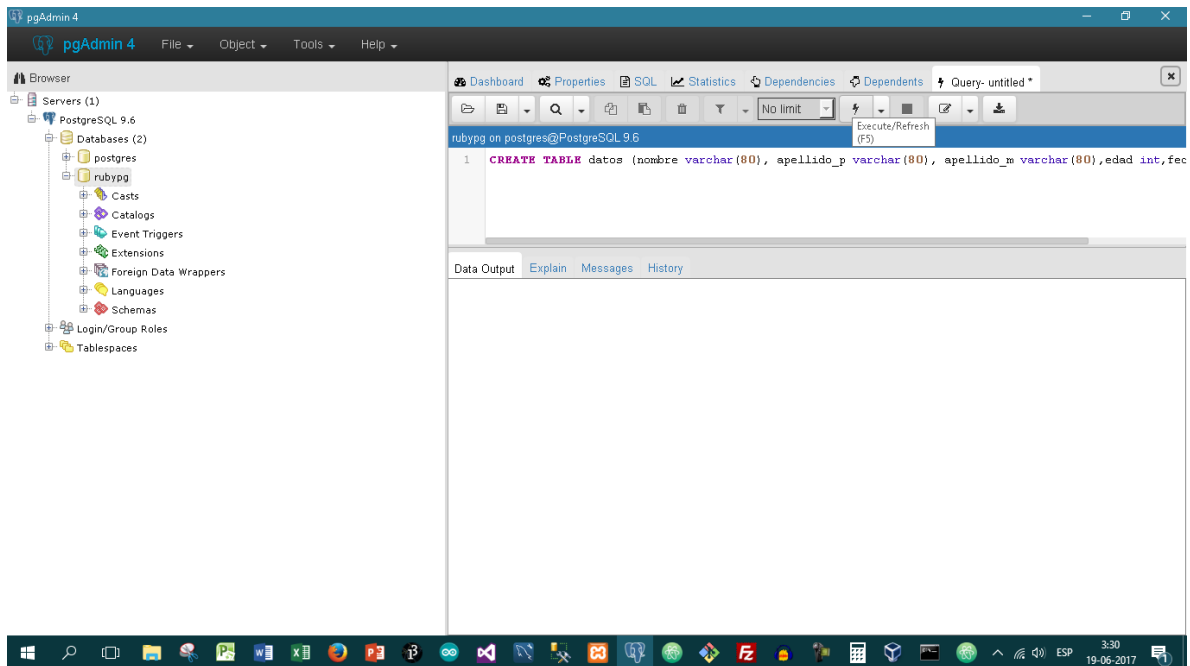 pgAdmin 4
pgAdmin 4 File Object Tools Help
Browser
Servers (1)
PostgreSQL 9.6
Databases (2)
postgres
rubypg
Casts
Catalogs
Event Triggers
Extensions
Foreign Data Wrappers
Languages
Schemas
Login/Group Roles
Tablespaces
Dashboard Properties SQL Statistics Dependencies Dependents Query- untitled *
No limit
Execute/Refresh
(F5)
rubypg on postgres@PostgreSQL 9.6
1 CREATE TABLE datos (nombre varchar(80), apellido_p varchar(80), apellido_m varchar(80),edad int,fec
Data Output Explain Messages History
ESP
3:30
19-06-2017